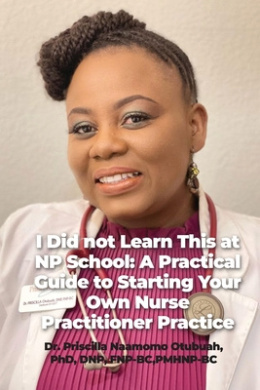 I Did not Learn This at
NP School: A Practical
Guide to Starting Your
Own Nurse
Practitioner Practice
Dr. Priscilla Naamomo Otubuah,
PhD, DNP, FNP-BC,PMHNP-BC